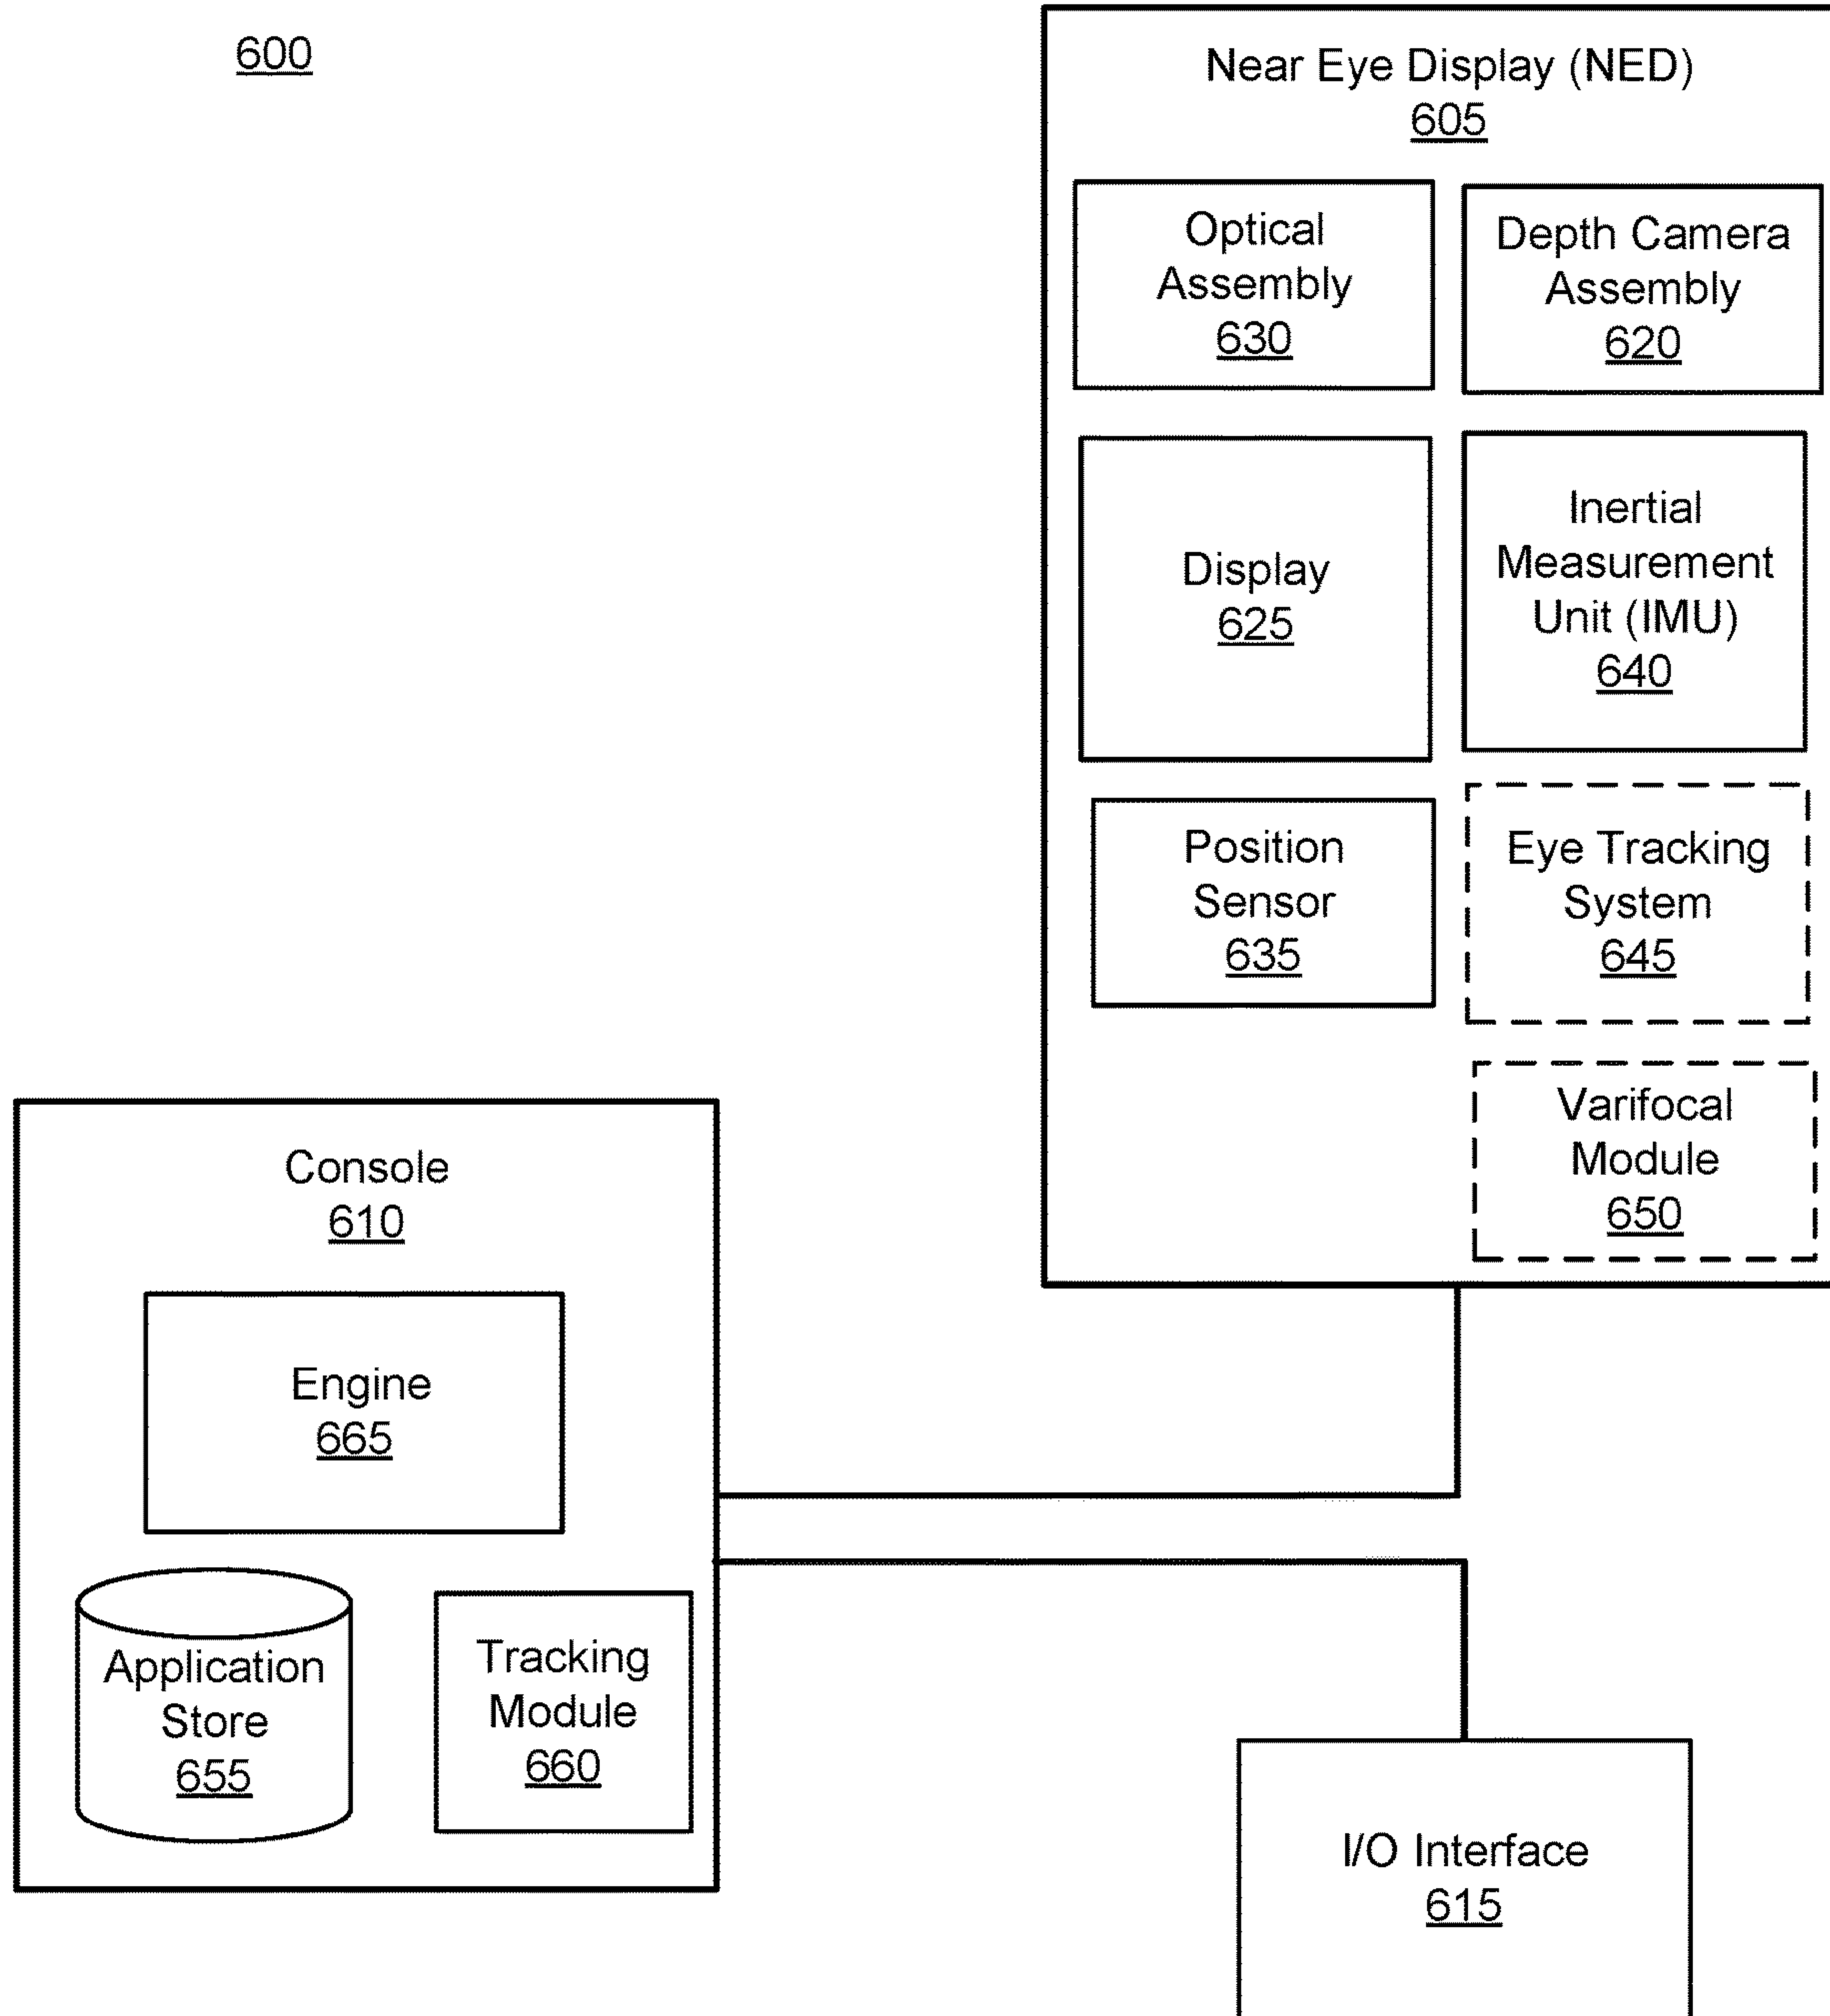 600
Near Eye Display (NED)
605
Optical
Assembly
630
Depth Camera
Assembly
620
Display
625
Inertial
Measurement
Unit (IMU)
640
Position
Sensor
635
Eye Tracking
System
645
Varifocal
Module
650
Console
610
Engine
665
Application
Store
655
Tracking
Module
660
I/O Interface
615